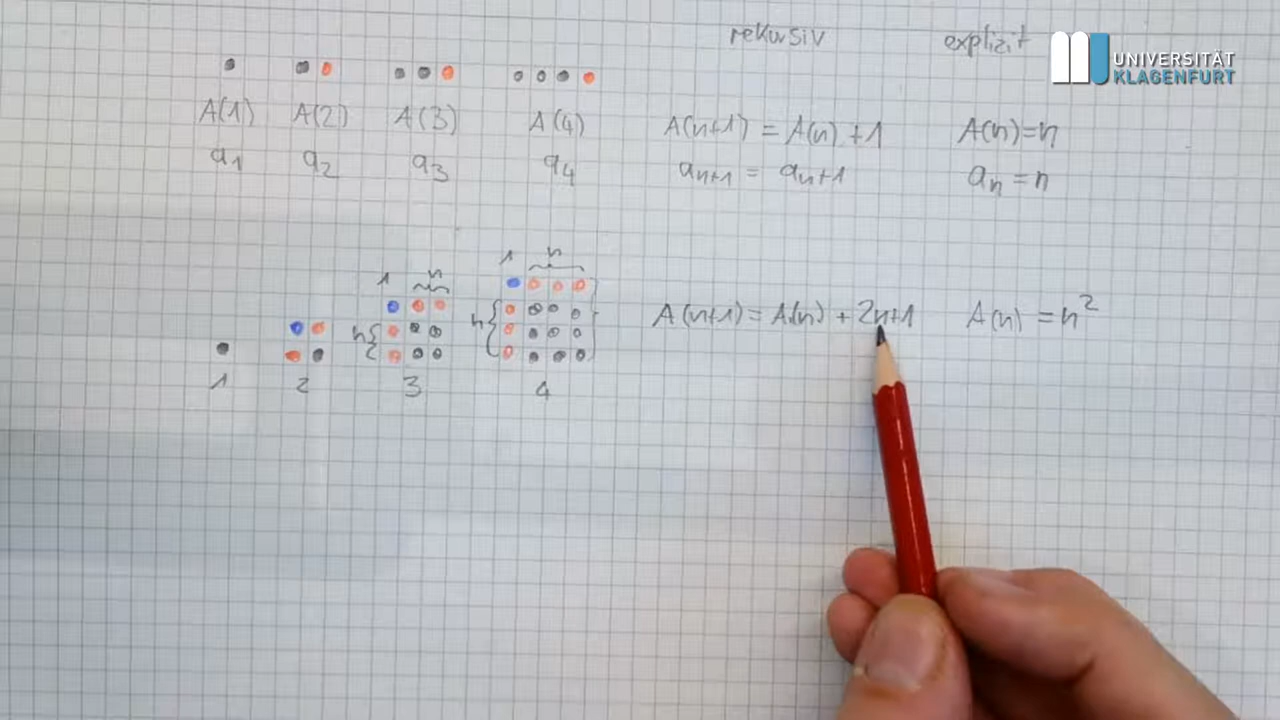 rekursiv explizit
UNIVERSITÄT
KLAGENFURT
A(1) A(2) A(3) A(4) A(n+1) = A(n) + 1 A(n)=n
a₁ a₂ a₃ a₄ aₙ₊₁ = aₙ+1 aₙ = n
1 n 1 n
n n A(n+1) = A(n) + 2n+1 A(n) = n²
1 2 3 4